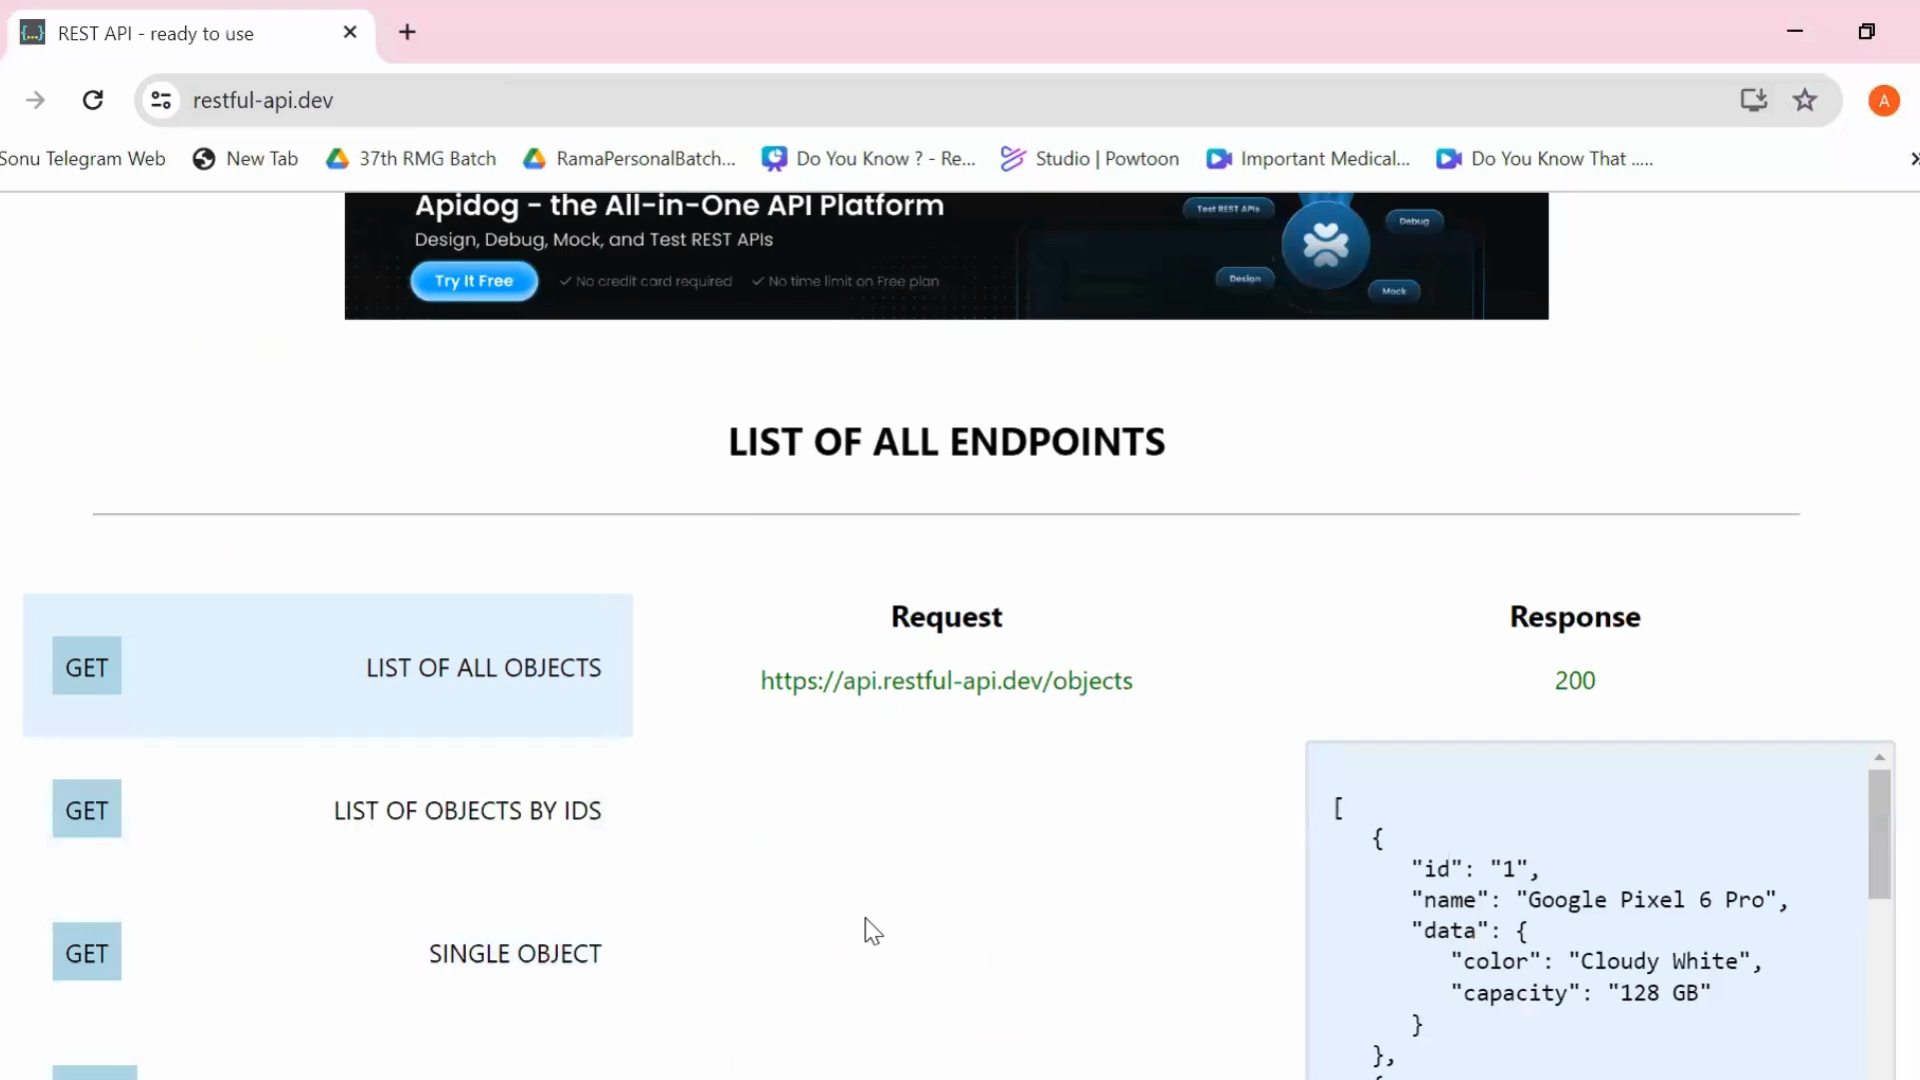 REST API - ready to use
restful-api.dev
A
Sonu Telegram Web
New Tab
37th RMG Batch
RamaPersonalBatch...
Do You Know ? - Re...
Studio | Powtoon
Important Medical...
Do You Know That .....
Apidog - the All-in-One API Platform
Design, Debug, Mock, and Test REST APIs
Try It Free
No credit card required
No time limit on Free plan
Test REST APIs
Debug
Design
Mock
LIST OF ALL ENDPOINTS
GET LIST OF ALL OBJECTS
GET LIST OF OBJECTS BY IDS
GET SINGLE OBJECT
Request
https://api.restful-api.dev/objects
Response
200
[
{
"id": "1",
"name": "Google Pixel 6 Pro",
"data": {
"color": "Cloudy White",
"capacity": "128 GB"
}
},